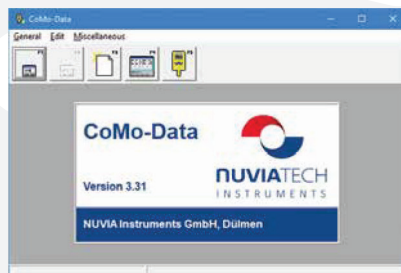 CoMo-Data
General Edit Miscellaneous
CoMo-Data
Version 3.31
NUVIATECH
INSTRUMENTS
NUVIA Instruments GmbH, Dülmen